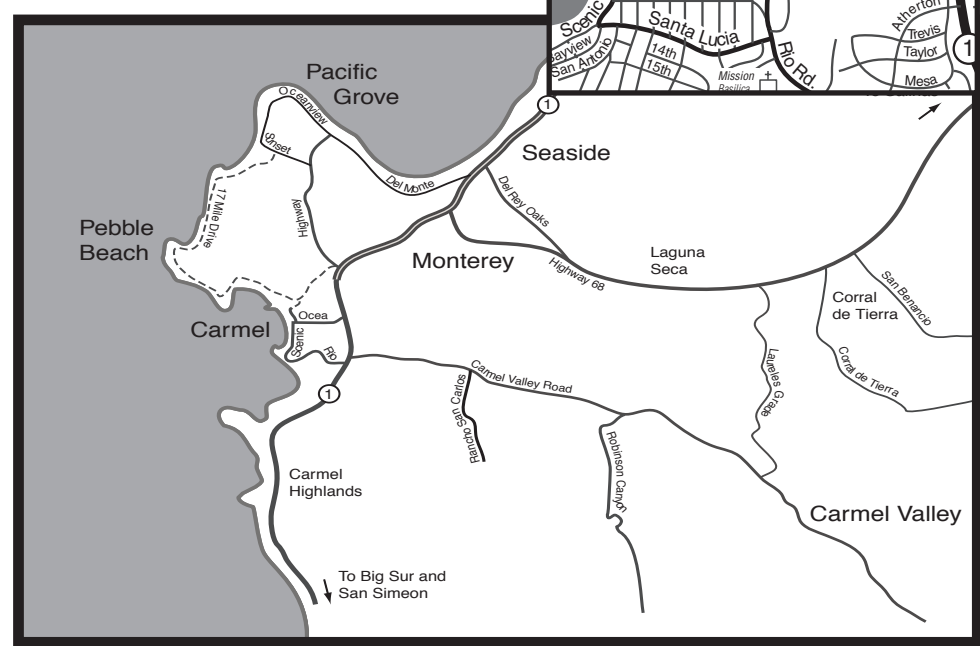 Scenic
Santa Lucia
Bayview
San Antonio
14th
15th
Mission
Basilica
Rio Rd.
Atherton
Trevis
Taylor
Mesa
1
Pacific
Grove
Oceanview
Sunset
1
Seaside
Del Monte
Del Rey Oaks
17 Mile Drive
Highway
Pebble
Beach
Monterey
Highway 68
Laguna
Seca
San Benancio
Corral
de Tierra
Carmel
Ocea
Scenic
Rio
Corral de Tierra
Laureles Grade
Carmel Valley Road
Rancho San Carlos
1
Robinson Canyon
Carmel
Highlands
Carmel Valley
To Big Sur and
San Simeon